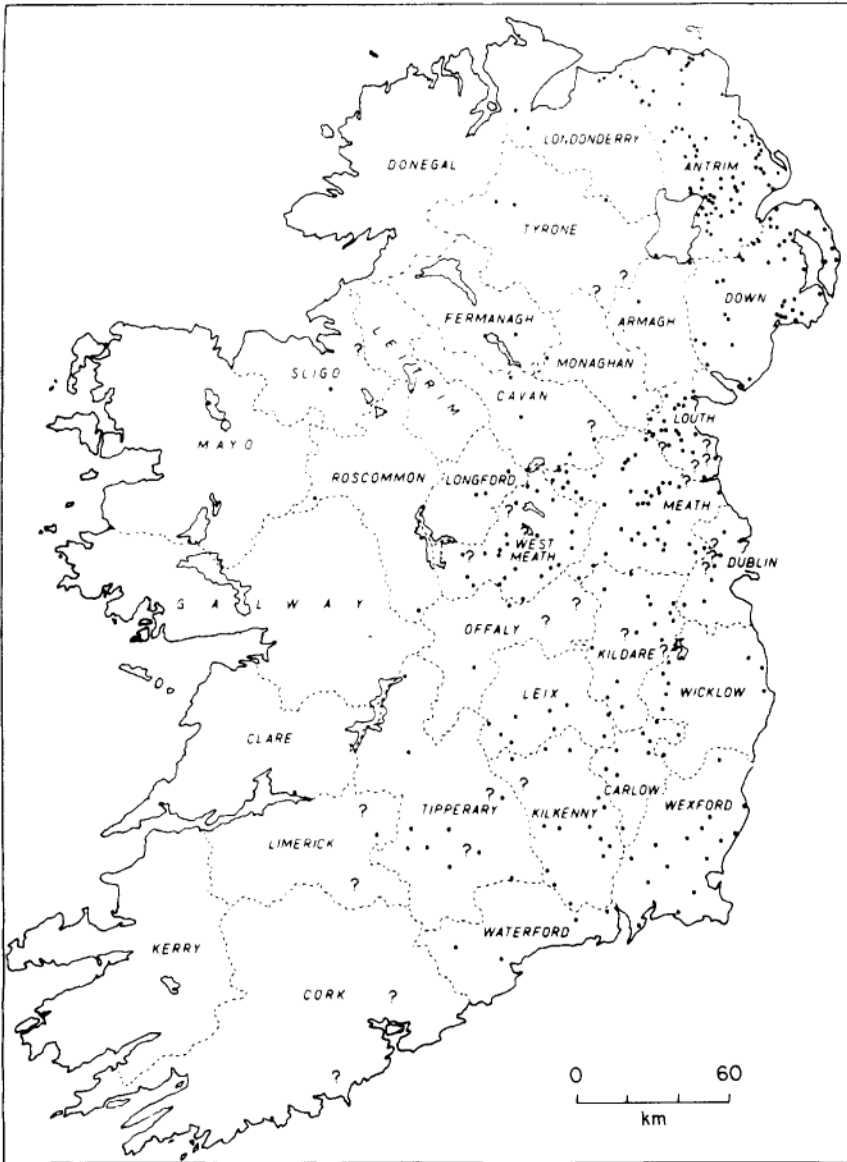 LONDONDERRY
DONEGAL
ANTRIM
TYRONE
? ?
DOWN
FERMANAGH
ARMAGH
LEITRIM
?
MONAGHAN
SLIGO
CAVAN
LOUTH
?
MAYO
? ? ? ?
ROSCOMMON
LONGFORD
?
MEATH
?
?
WEST
MEATH
?
?
?
?
DUBLIN
GALWAY
?
OFFALY
?
?
KILDARE
?
LEIX
WICKLOW
CLARE
?
?
CARLOW
?
TIPPERARY
KILKENNY
WEXFORD
LIMERICK
?
?
WATERFORD
KERRY
CORK
?
?
0 60
km